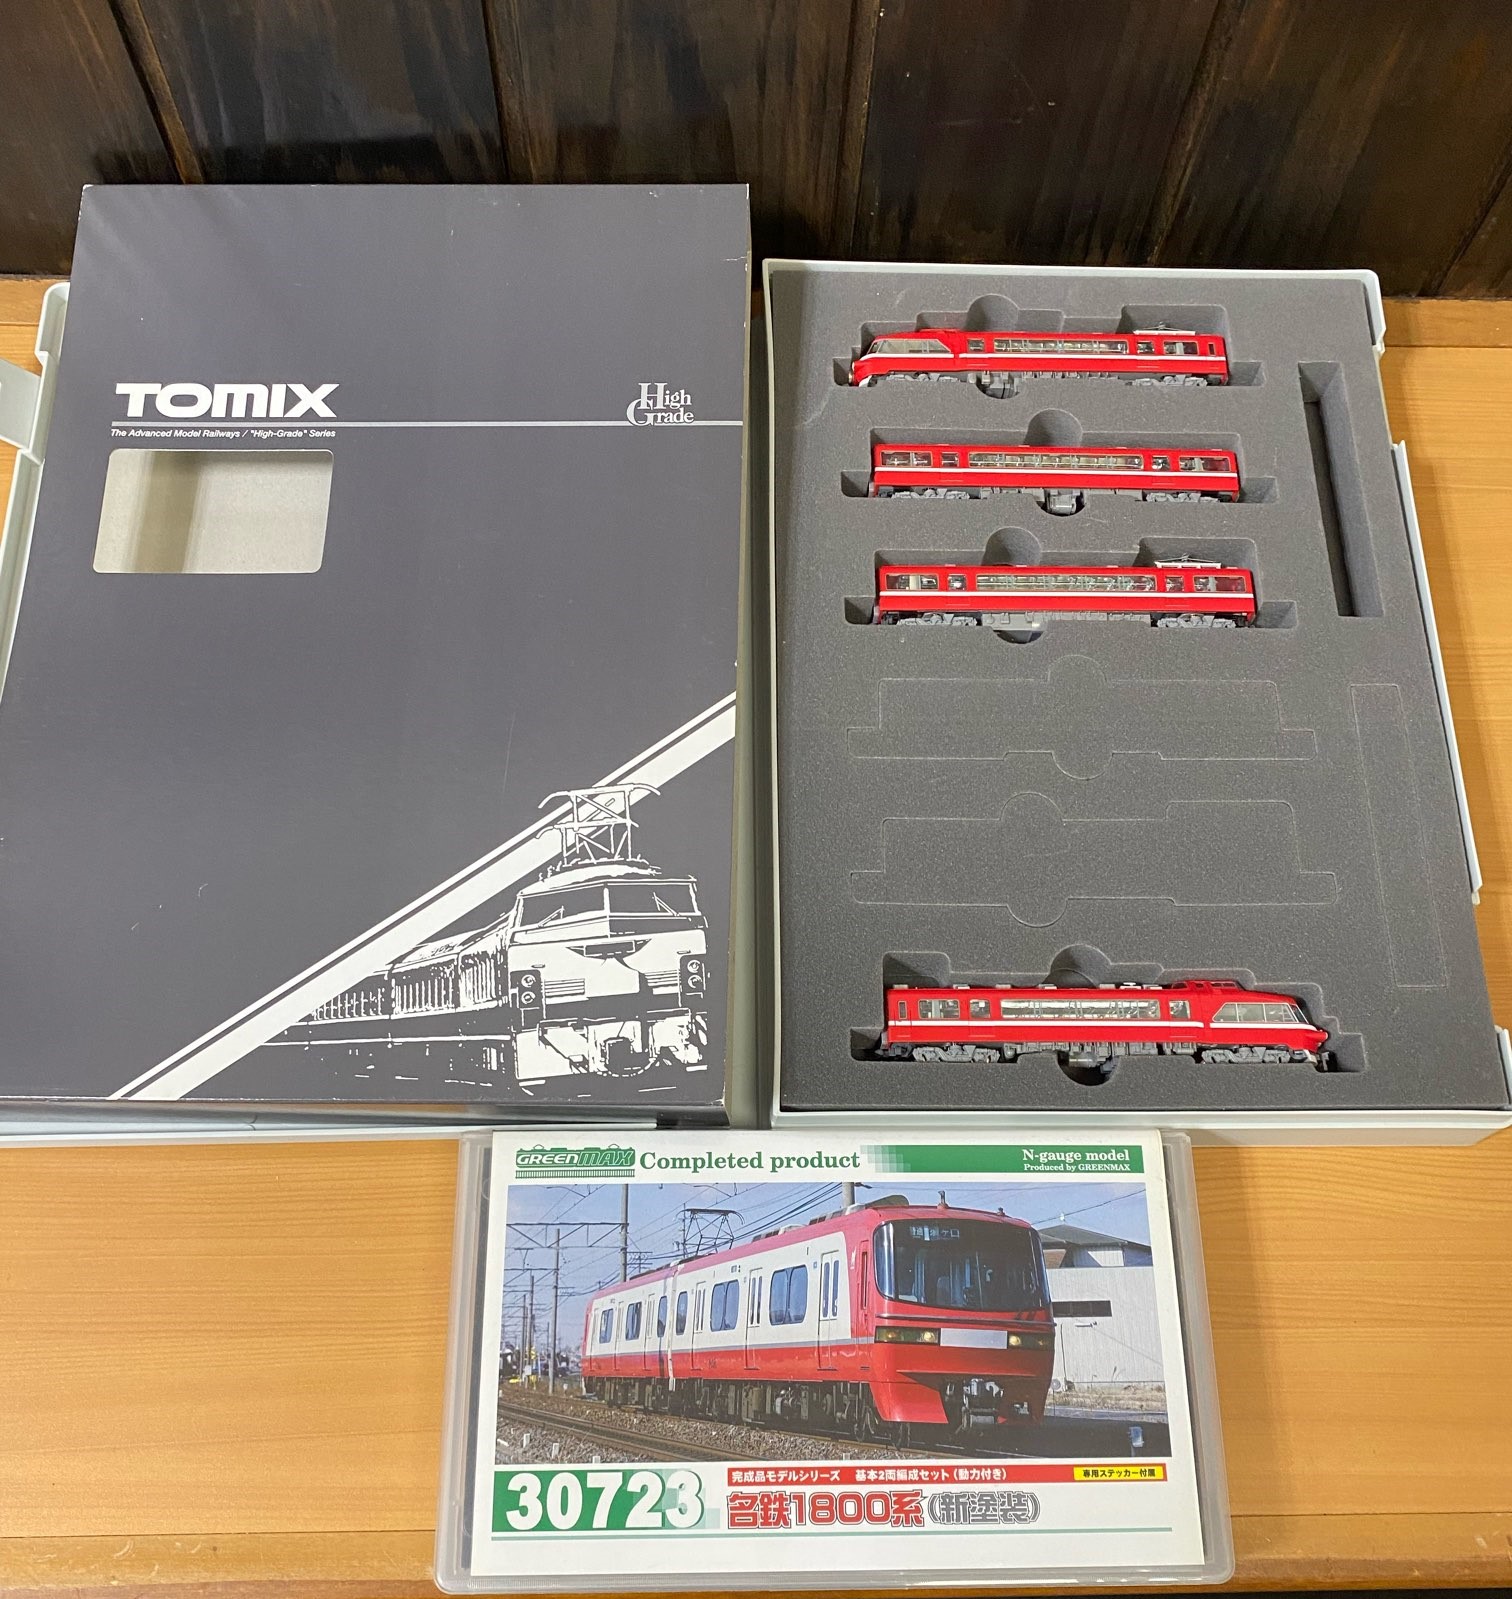 TOMIX
High
Grade
The Advanced Model Railways / "High-Grade" Series
GREENMAX Completed product
N-gauge model
Produced by GREENMAX
30723
完成品モデルシリーズ 基本2両編成セット(動力付き)
専用ステッカー付属
名鉄1800系(新塗装)